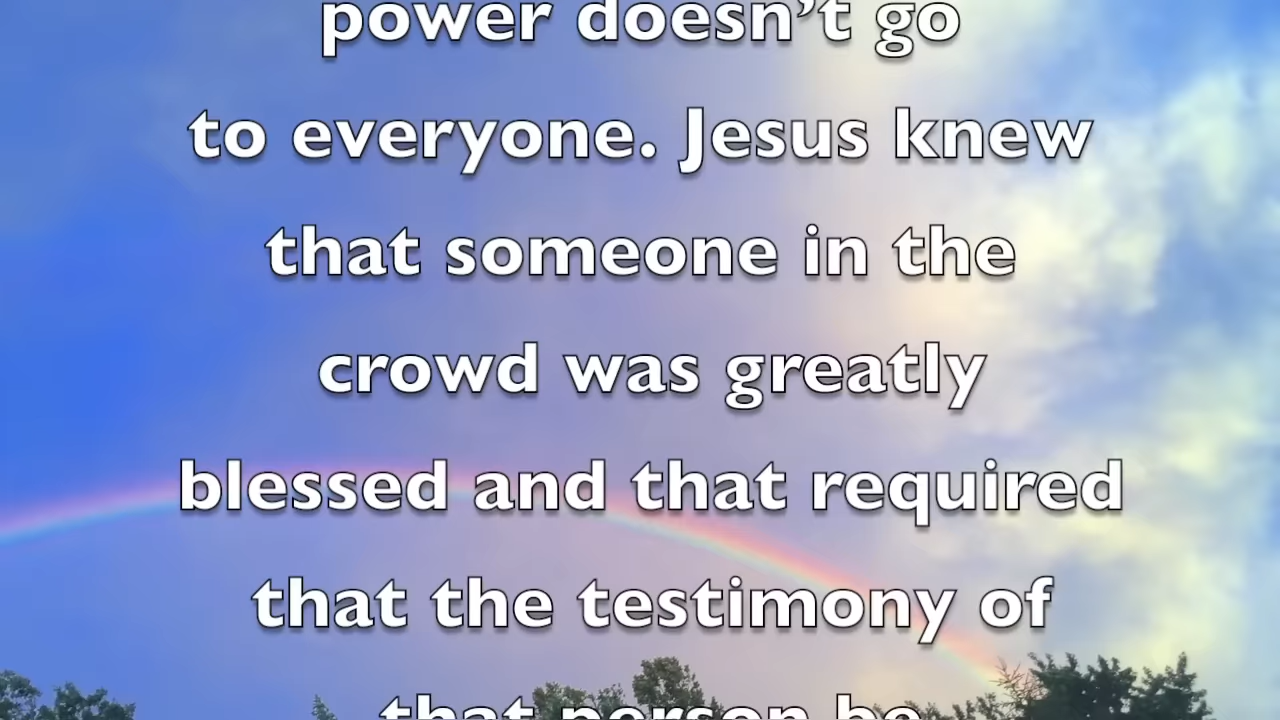 power doesn’t go
to everyone. Jesus knew
that someone in the
crowd was greatly
blessed and that required
that the testimony of
that person be